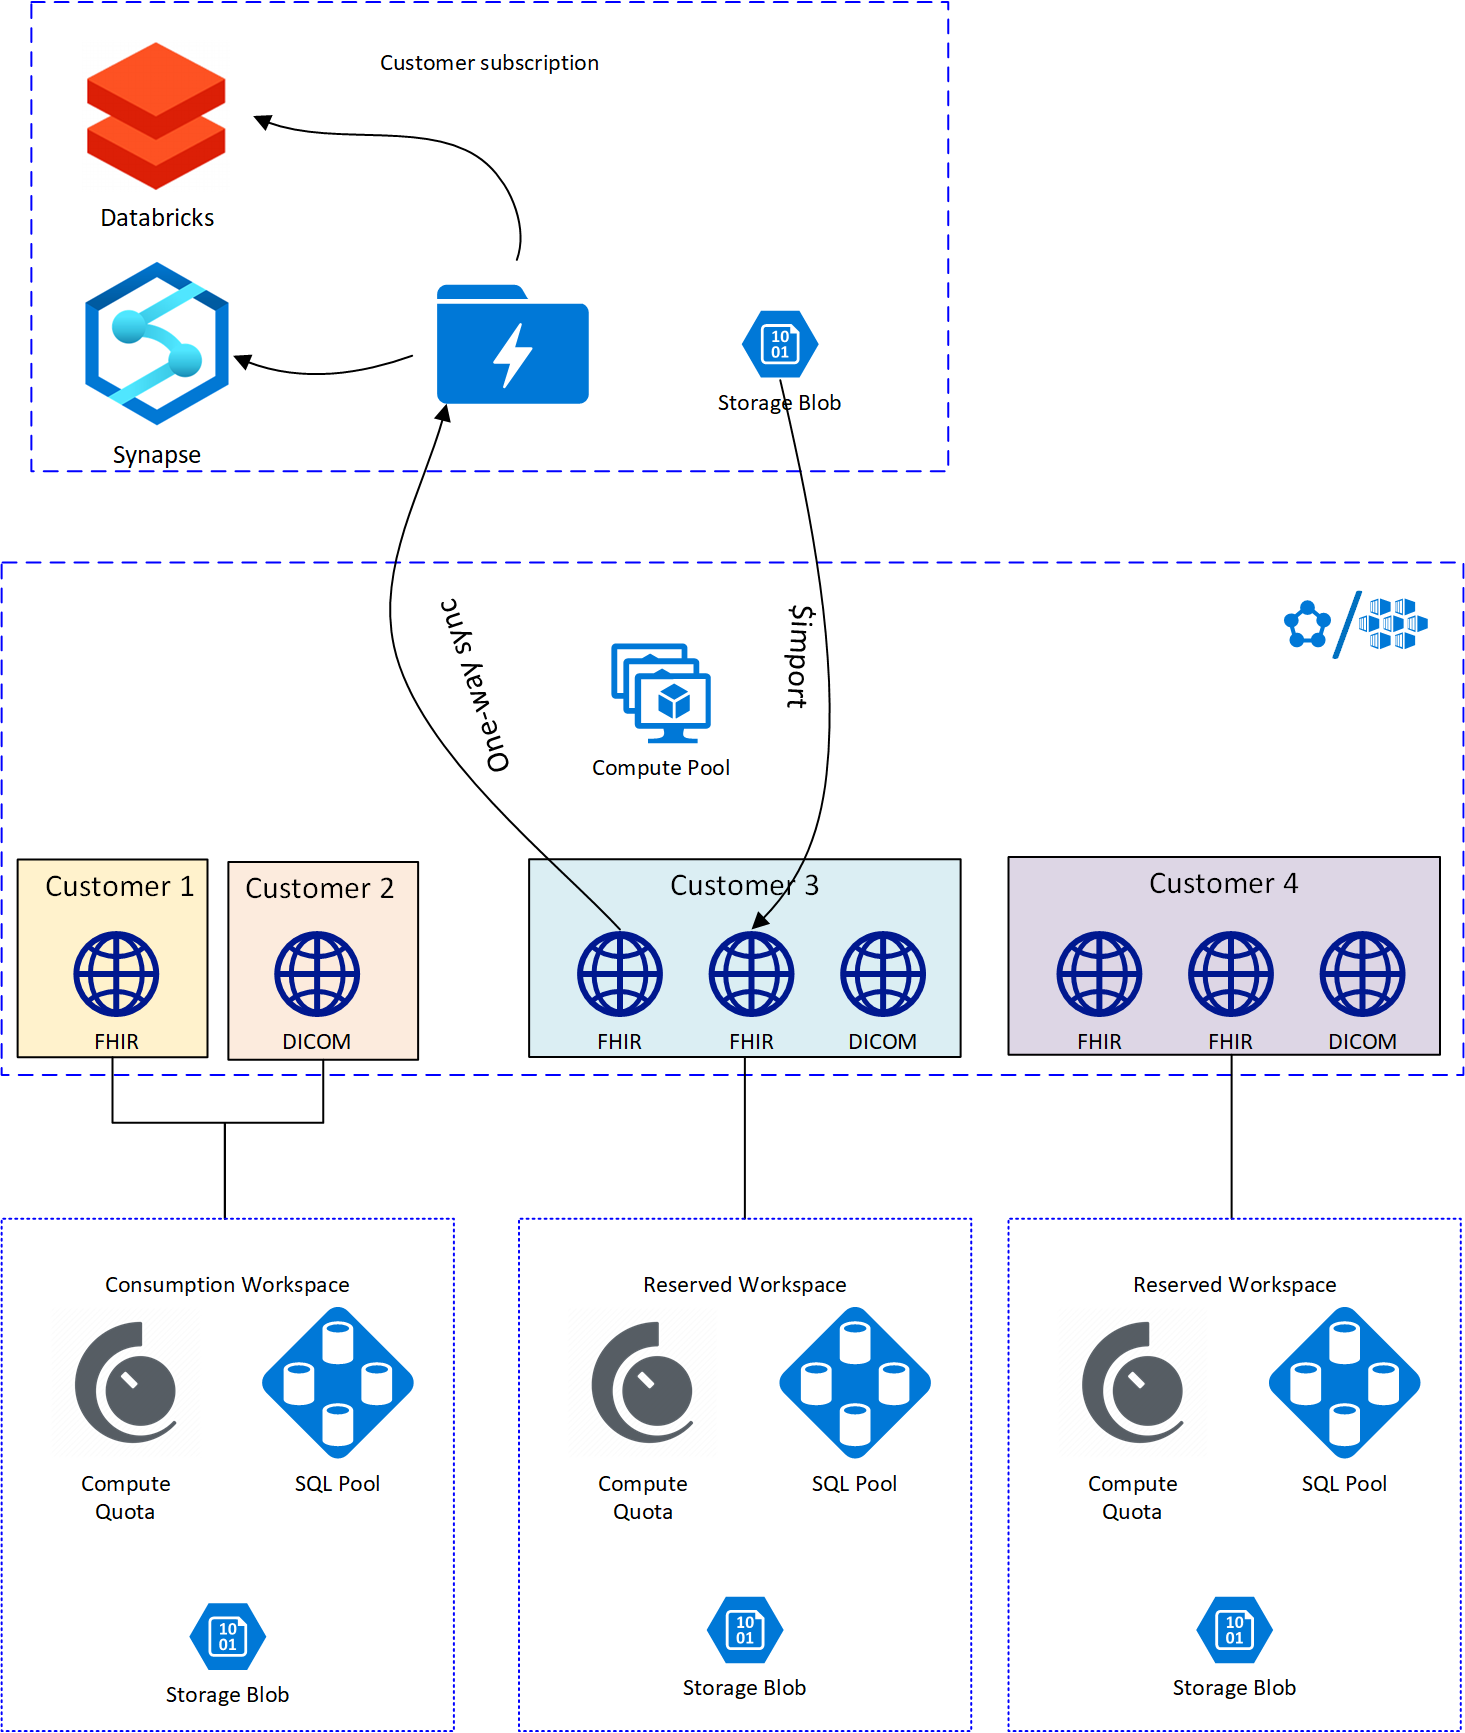 Customer subscription
Databricks
Synapse
10
01
Storage Blob
One-way sync
$import
Compute Pool
Customer 1
FHIR
Customer 2
DICOM
Customer 3
FHIR
FHIR
DICOM
Customer 4
FHIR
FHIR
DICOM
Consumption Workspace
Compute
Quota
SQL Pool
10
01
Storage Blob
Reserved Workspace
Compute
Quota
SQL Pool
10
01
Storage Blob
Reserved Workspace
Compute
Quota
SQL Pool
10
01
Storage Blob